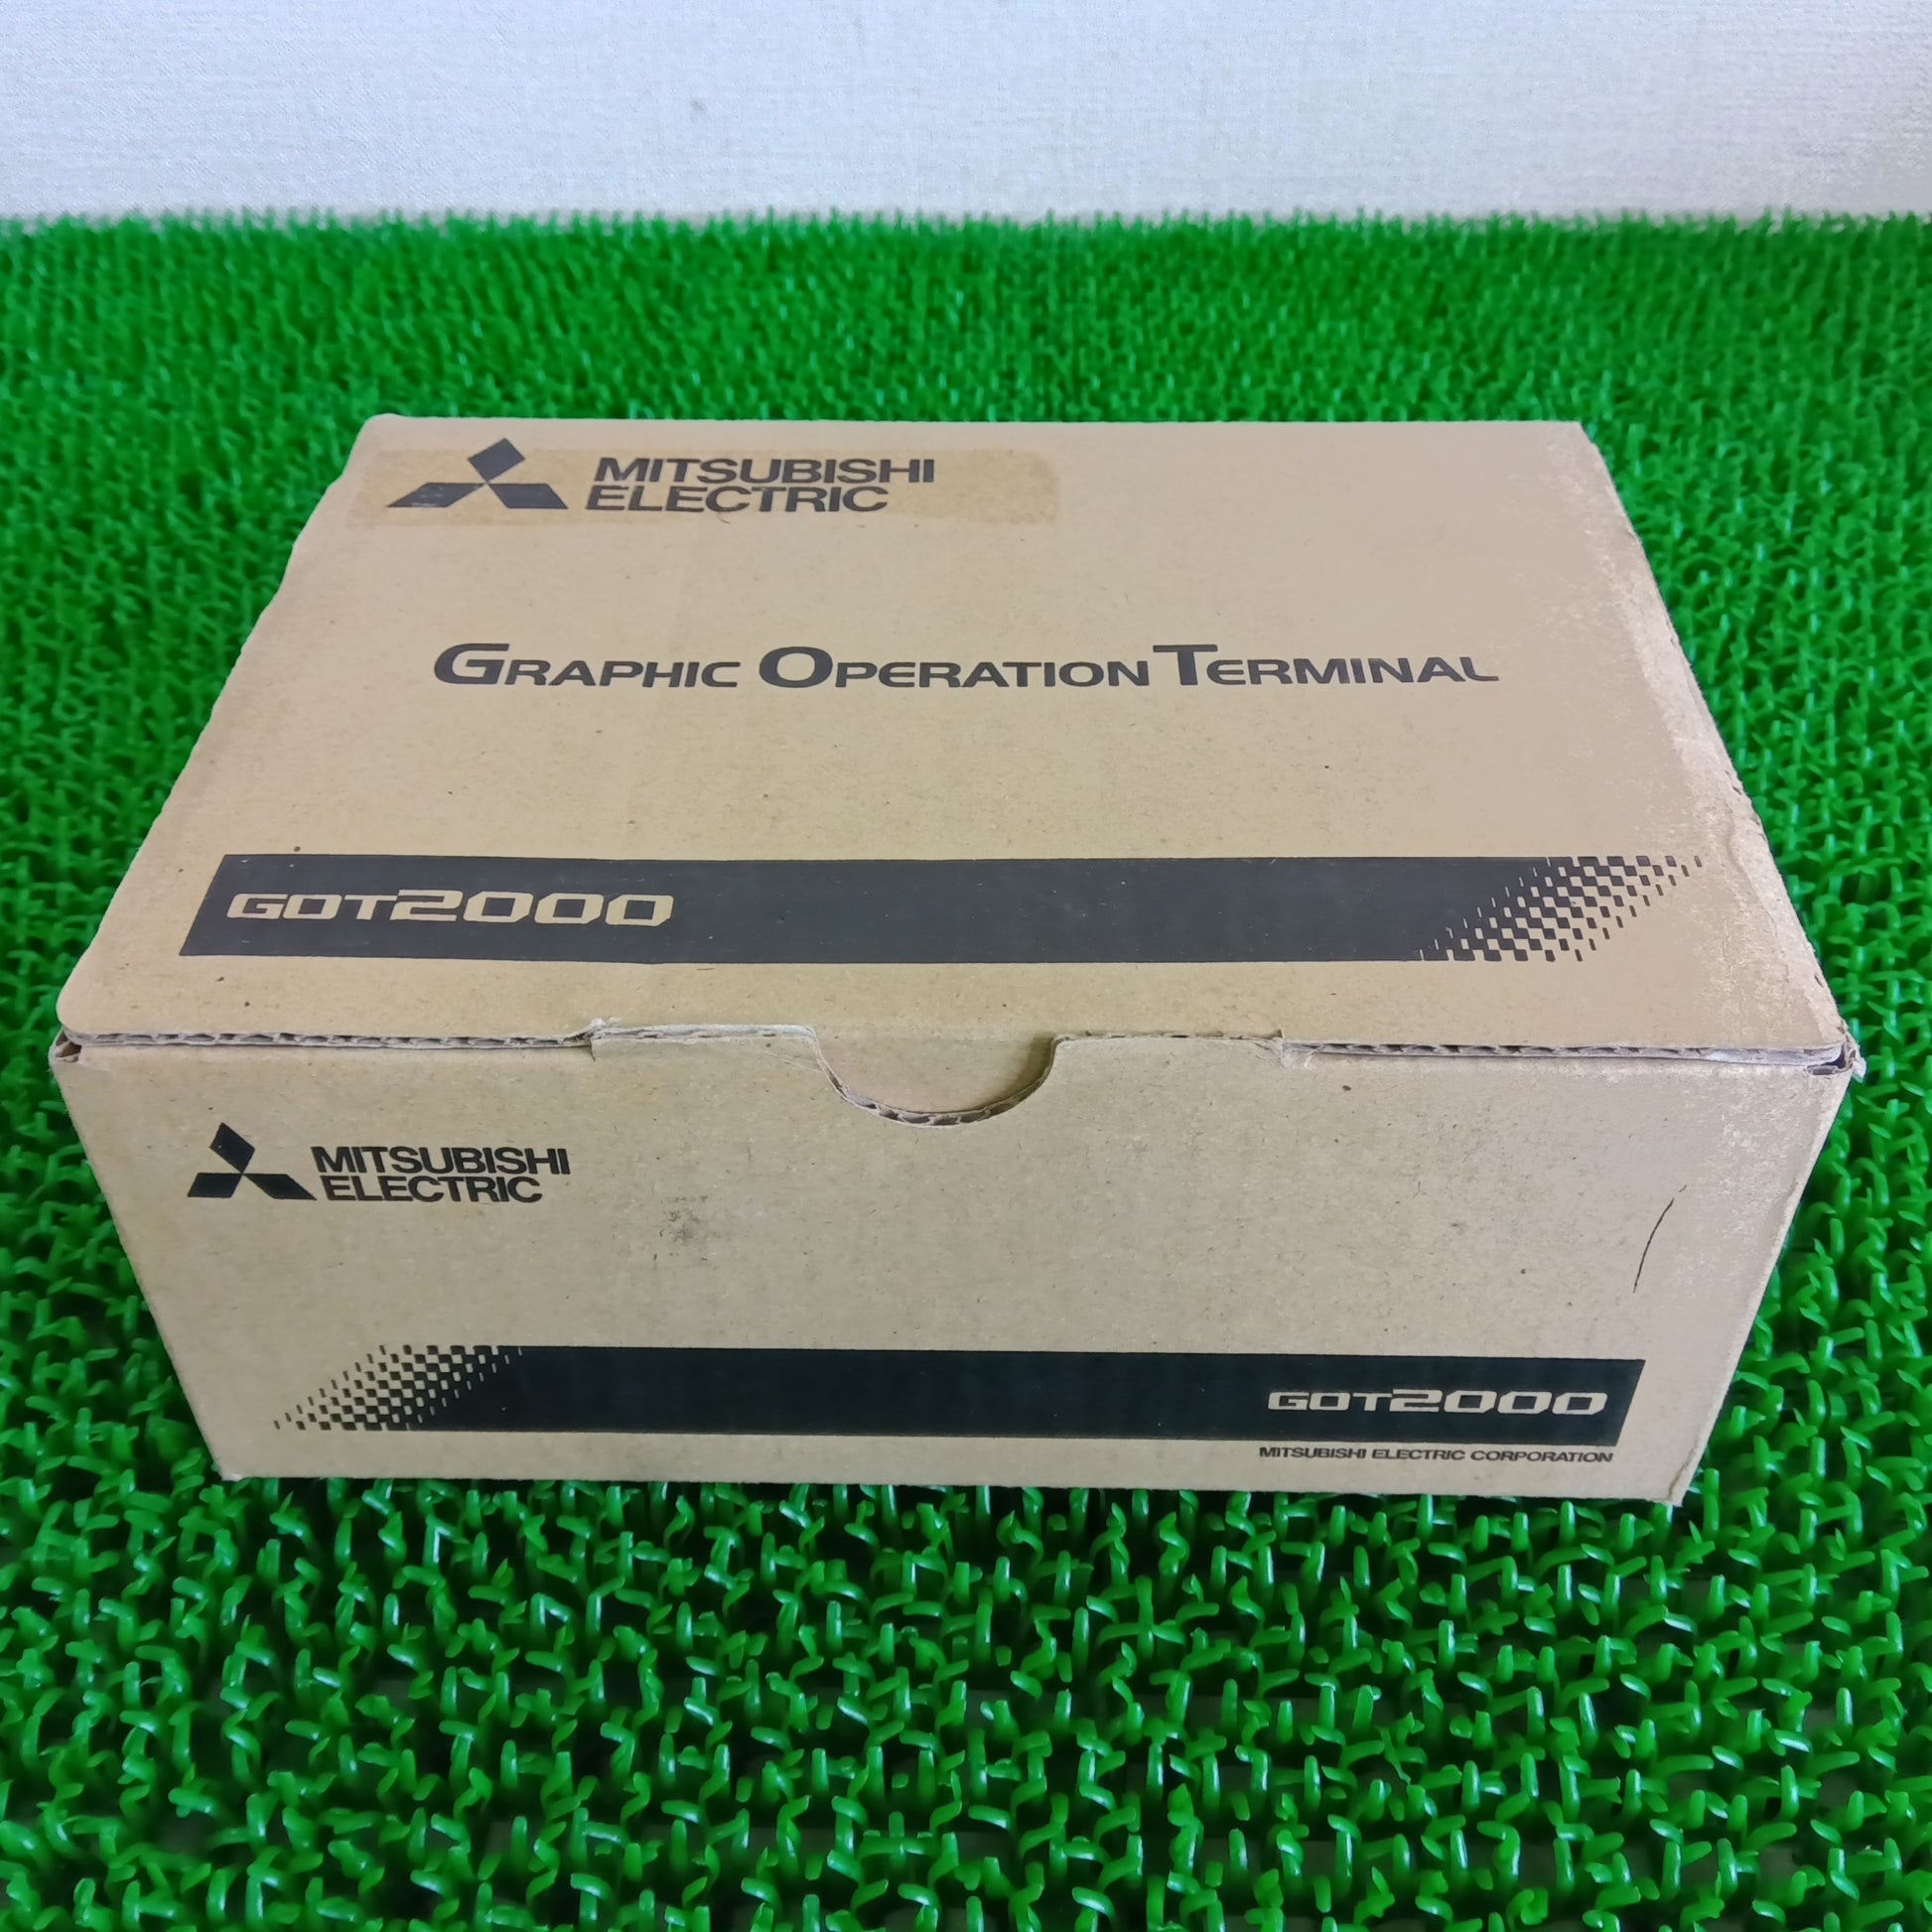 MITSUBISHI
ELECTRIC
GRAPHIC OPERATION TERMINAL
GOT2000
MITSUBISHI
ELECTRIC
GOT2000
MITSUBISHI ELECTRIC CORPORATION